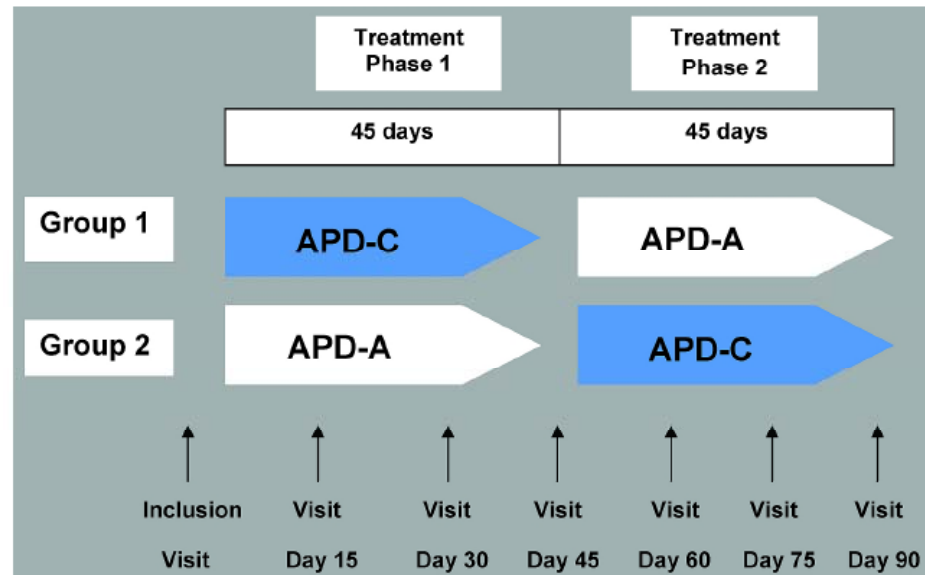 Treatment
Phase 1
Treatment
Phase 2
45 days
45 days
Group 1
APD-C
APD-A
Group 2
APD-A
APD-C
Inclusion
Visit
Visit
Day 15
Visit
Day 30
Visit
Day 45
Visit
Day 60
Visit
Day 75
Visit
Day 90